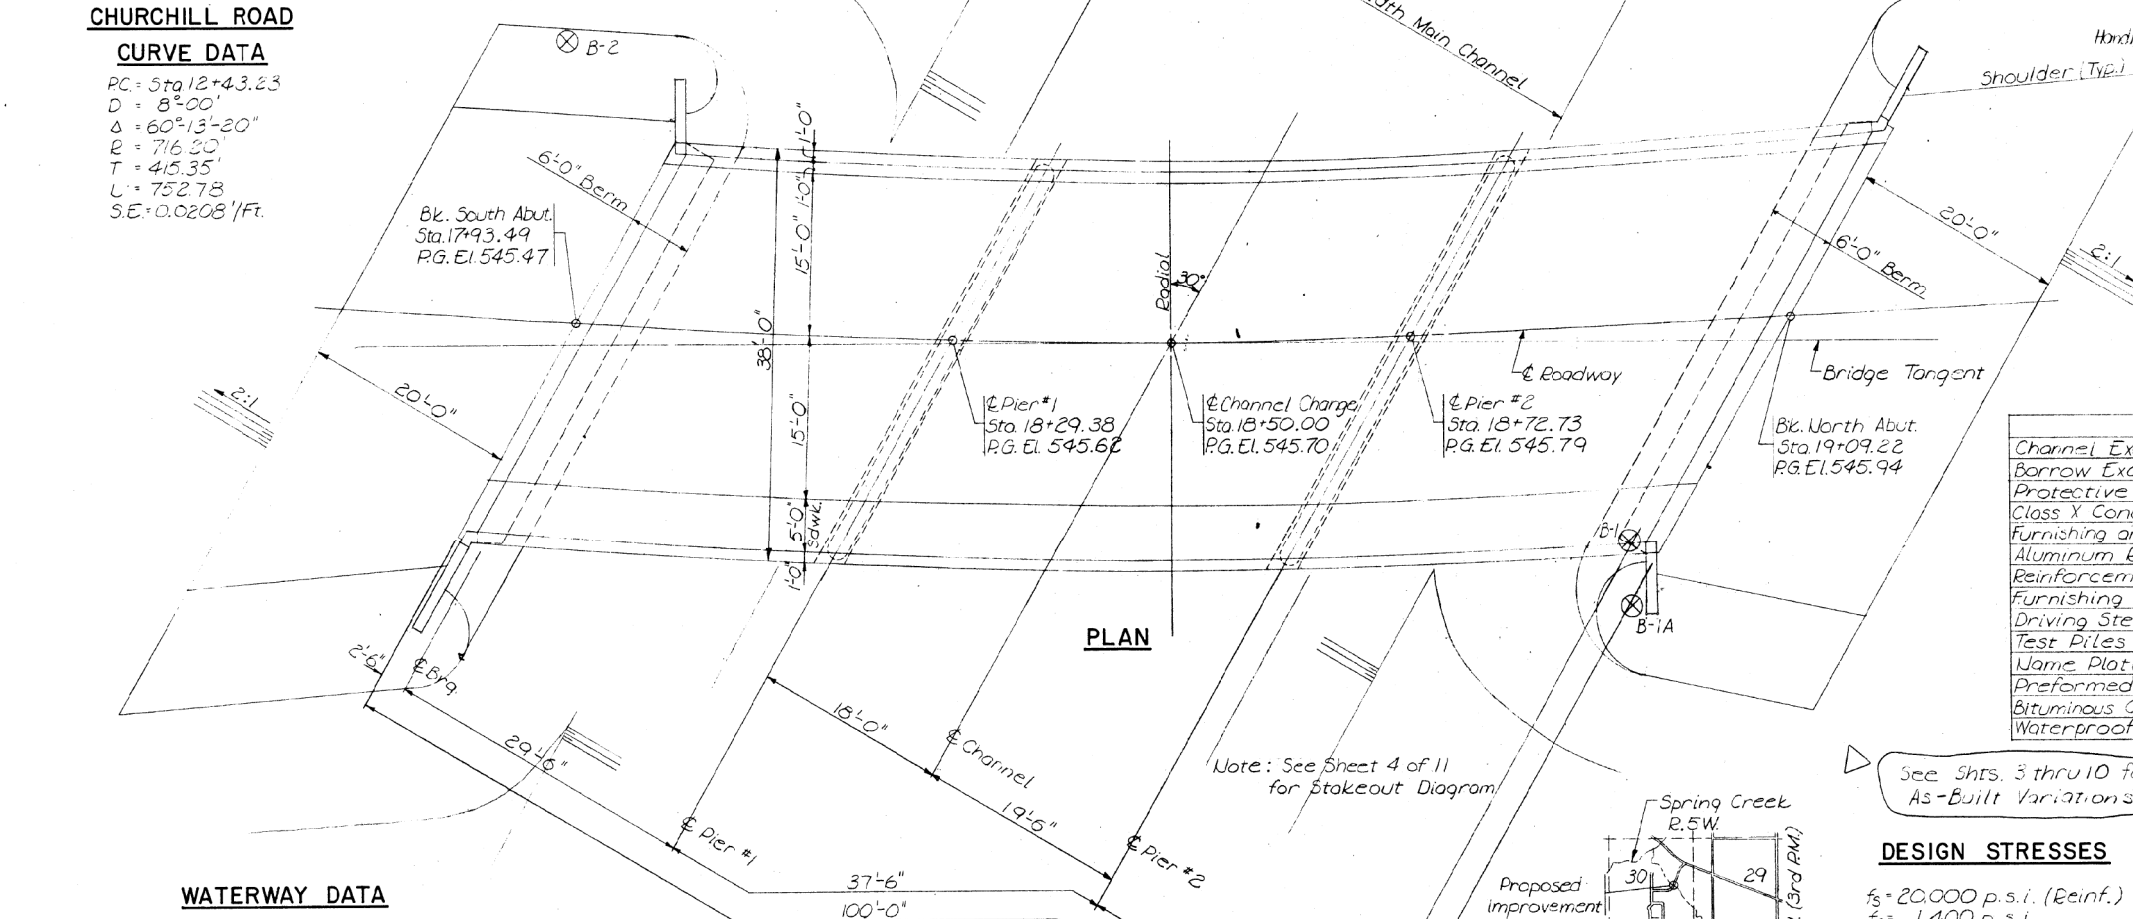 CHURCHILL ROAD
CURVE DATA
P.C. = Sta. 12+43.23
D = 8°-00'
Δ = 60°-13'-20"
R = 716.20'
T = 415.35'
L = 752.78
S.E. = 0.0208'/Ft.
B-2
6'-0" Berm
Bk. South Abut.
Sta. 17+93.49
P.G. El. 545.47
1'-0"
1'-0"
15'-0"
38'-0"
15'-0"
5'-0"
Sdwk.
1'-0"
Main Channel
Radial
30°
Shoulder (Typ.)
20'-0"
6'-0" Berm
2:1
2:1
20'-0"
℄ Roadway
Bridge Tangent
℄ Pier #1
Sta. 18+29.38
P.G. El. 545.62
℄ Channel Change
Sta. 18+50.00
P.G. El. 545.70
℄ Pier #2
Sta. 18+72.73
P.G. El. 545.79
Bk. North Abut.
Sta. 19+09.22
P.G. El. 545.94
Channel
Borrow
Protective
Class X
Furnishing
Aluminum
Furnishing
Driving
Test Piles
Name
Preformed
Bituminous
B-1
B-1A
PLAN
2'-6"
℄ Brg.
29'-6"
18'-0"
℄ Channel
19'-6"
℄ Pier #1
℄ Pier #2
37'-6"
100'-0"
Note: See Sheet 4 of 11
for Stakeout Diagram
See Shts. 3 thru 10
As-Built Variations
Spring Creek
R. 5 W.
30
29
(3rd P.M.)
Proposed
improvement
WATERWAY DATA
DESIGN STRESSES
fs = 20,000 p.s.i. (Reinf.)
1,400 p.s.i.